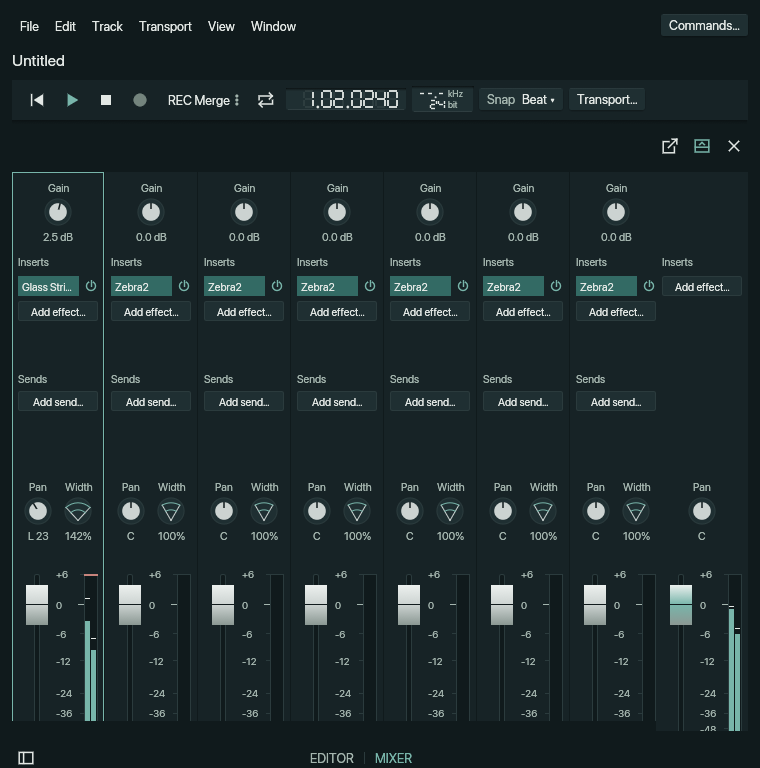 File Edit Track Transport View Window Commands...
Untitled
REC Merge 1.02.0240 --.- kHz Snap Beat Transport...
24 bit
Gain Gain Gain Gain Gain Gain Gain
2.5 dB 0.0 dB 0.0 dB 0.0 dB 0.0 dB 0.0 dB 0.0 dB
Inserts Inserts Inserts Inserts Inserts Inserts Inserts Inserts
Glass Stri... Zebra2 Zebra2 Zebra2 Zebra2 Zebra2 Zebra2 Add effect...
Add effect... Add effect... Add effect... Add effect... Add effect... Add effect... Add effect...
Sends Sends Sends Sends Sends Sends Sends
Add send... Add send... Add send... Add send... Add send... Add send... Add send...
Pan Width Pan Width Pan Width Pan Width Pan Width Pan Width Pan Width Pan
L 23 142% C 100% C 100% C 100% C 100% C 100% C 100% C
+6 +6 +6 +6 +6 +6 +6 +6
0 0 0 0 0 0 0 0
-6 -6 -6 -6 -6 -6 -6 -6
-12 -12 -12 -12 -12 -12 -12 -12
-24 -24 -24 -24 -24 -24 -24 -24
-36 -36 -36 -36 -36 -36 -36 -36
-48
EDITOR MIXER